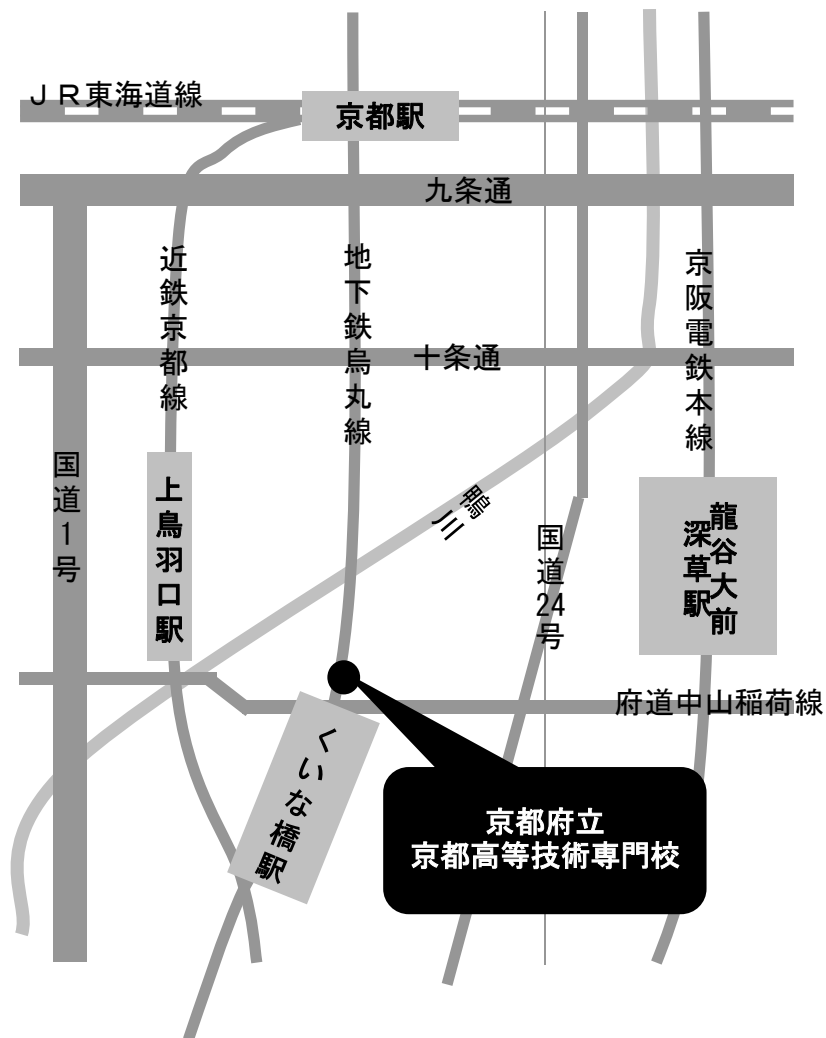 ＪＲ東海道線
京都駅
九条通
近鉄京都線
地下鉄烏丸線
京阪電鉄本線
十条通
国道1号
上鳥羽口駅
鴨川
国道24号
龍谷大前
深草駅
府道中山稲荷線
くいな橋駅
京都府立
京都高等技術専門校